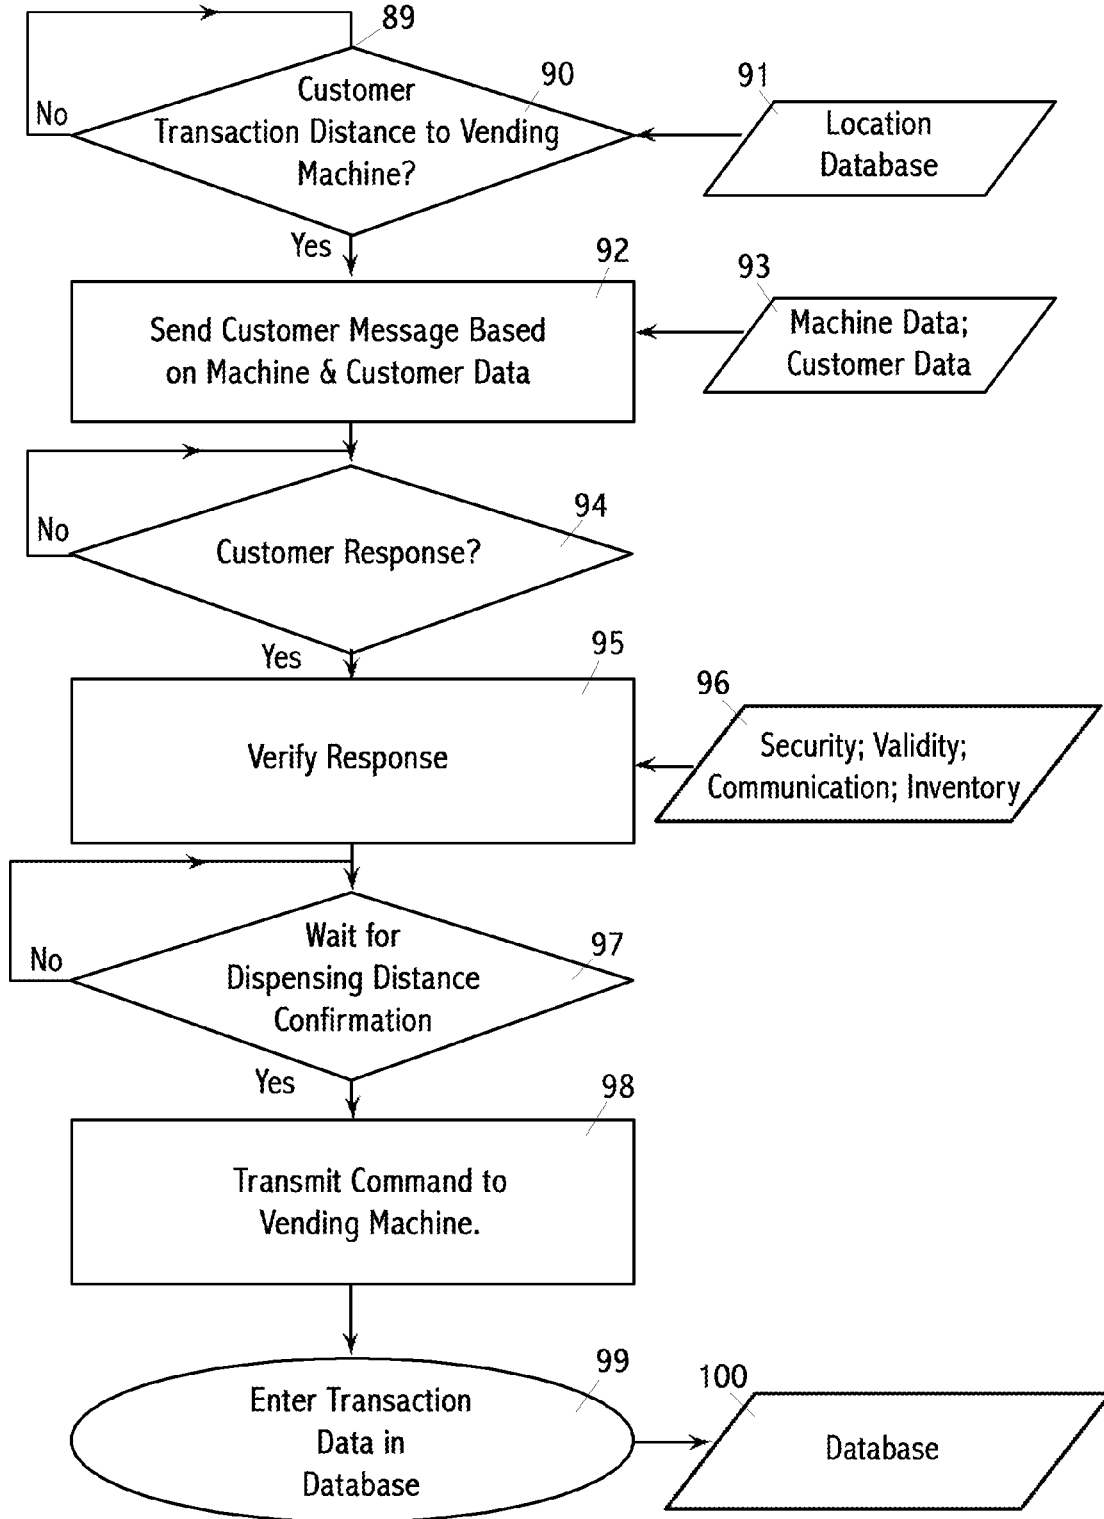 89
90
Customer
Transaction Distance to Vending
Machine?
No
91
Location
Database
Yes
92
Send Customer Message Based
on Machine & Customer Data
93
Machine Data;
Customer Data
94
No
Customer Response?
Yes
95
Verify Response
96
Security; Validity;
Communication; Inventory
97
No
Wait for
Dispensing Distance
Confirmation
Yes
98
Transmit Command to
Vending Machine.
99
Enter Transaction
Data in
Database
100
Database